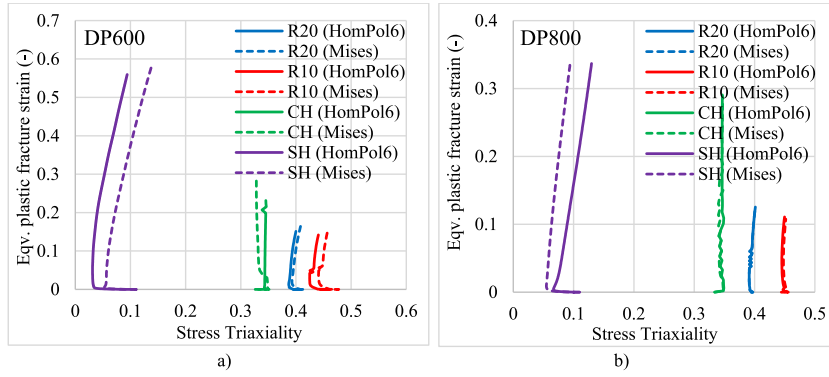 DP600
R20 (HomPol6)
R20 (Mises)
R10 (HomPol6)
R10 (Mises)
CH (HomPol6)
CH (Mises)
SH (HomPol6)
SH (Mises)
Eqv. plastic fracture strain (-)
0.7
0.6
0.5
0.4
0.3
0.2
0.1
0
0 0.1 0.2 0.3 0.4 0.5 0.6
Stress Triaxiality
a)
DP800
R20 (HomPol6)
R20 (Mises)
R10 (HomPol6)
R10 (Mises)
CH (HomPol6)
CH (Mises)
SH (HomPol6)
SH (Mises)
Eqv. plastic fracture strain (-)
0.4
0.3
0.2
0.1
0
0 0.1 0.2 0.3 0.4 0.5
Stress Triaxiality
b)